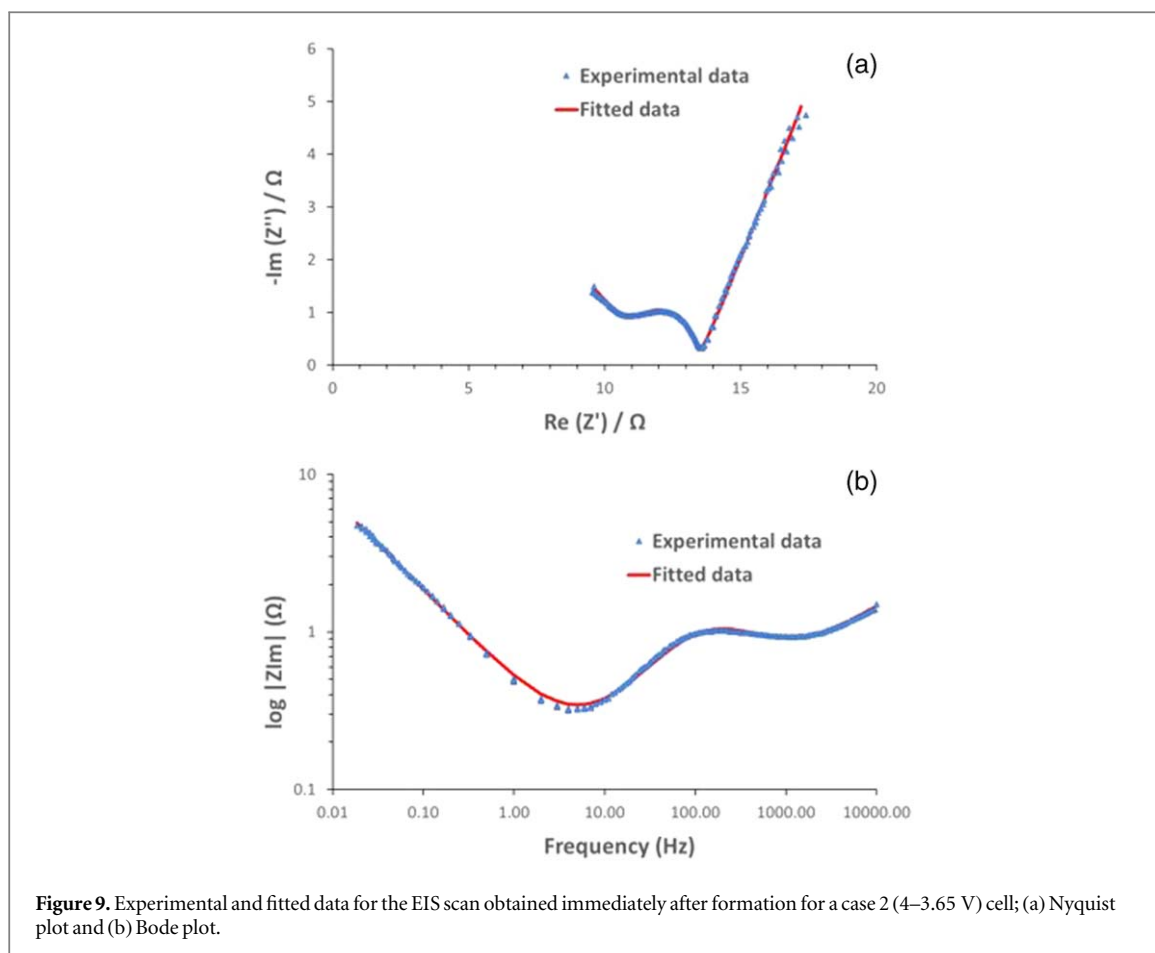 (a)
Experimental data
Fitted data
6
5
4
3
2
1
0
-Im (Z'') / Ω
0 5 10 15 20
Re (Z') / Ω
(b)
Experimental data
Fitted data
10
1
0.1
log |ZIm| (Ω)
0.01 0.10 1.00 10.00 100.00 1000.00 10000.00
Frequency (Hz)
Figure 9. Experimental and fitted data for the EIS scan obtained immediately after formation for a case 2 (4–3.65 V) cell; (a) Nyquist
plot and (b) Bode plot.